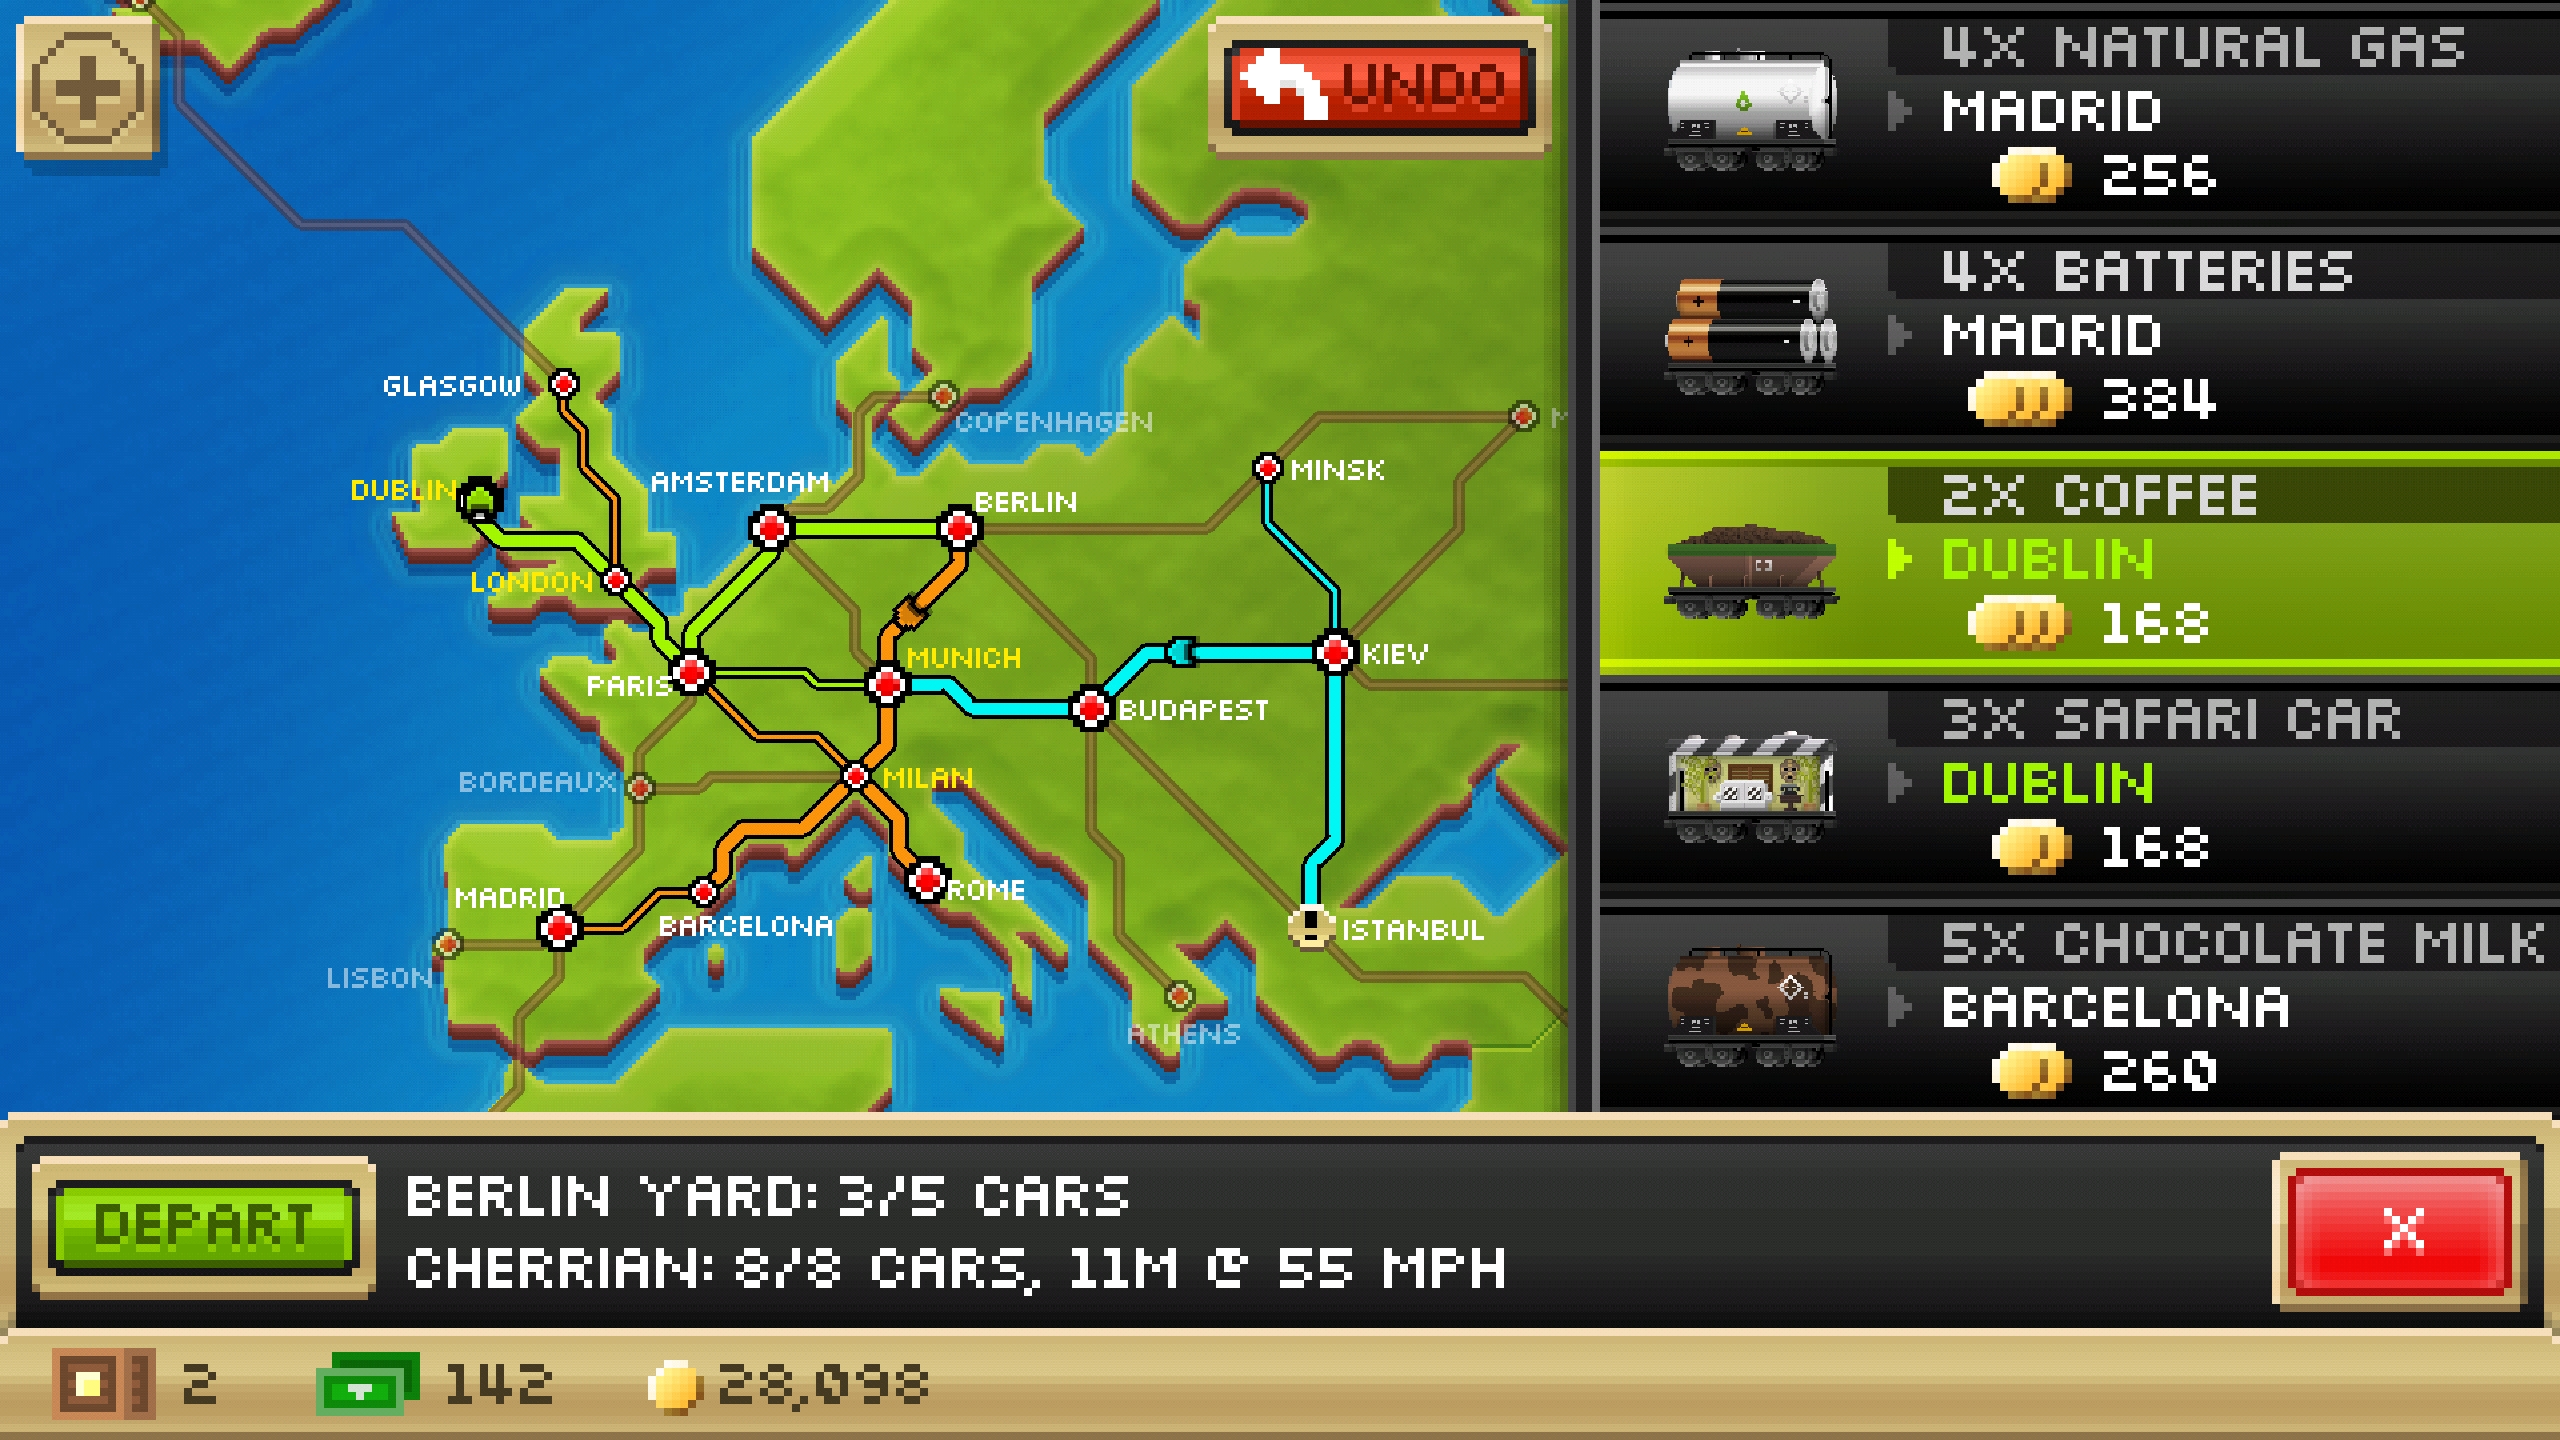 UNDO
GLASGOW
COPENHAGEN
DUBLIN
AMSTERDAM
BERLIN
MINSK
M
LONDON
MUNICH
KIEV
PARIS
BUDAPEST
BORDEAUX
MILAN
MADRID
ROME
BARCELONA
ISTANBUL
LISBON
ATHENS
4X NATURAL GAS
MADRID
256
4X BATTERIES
MADRID
384
2X COFFEE
DUBLIN
168
3X SAFARI CAR
DUBLIN
168
5X CHOCOLATE MILK
BARCELONA
260
DEPART
BERLIN YARD: 3/5 CARS
CHERRIAN: 8/8 CARS, 11M @ 55 MPH
X
2
142
28,098